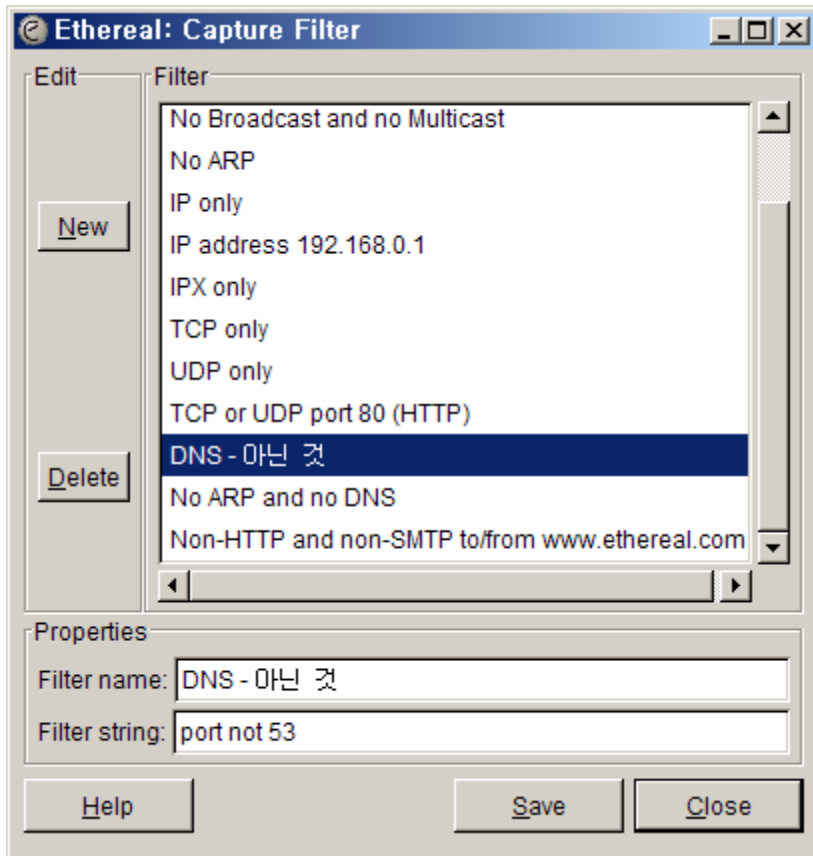 Ethereal: Capture Filter
Edit
Filter
No Broadcast and no Multicast
No ARP
IP only
New
IP address 192.168.0.1
IPX only
TCP only
UDP only
TCP or UDP port 80 (HTTP)
DNS - 아닌 것
Delete
No ARP and no DNS
Non-HTTP and non-SMTP to/from www.ethereal.com
Properties
Filter name: DNS - 아닌 것
Filter string: port not 53
Help Save Close